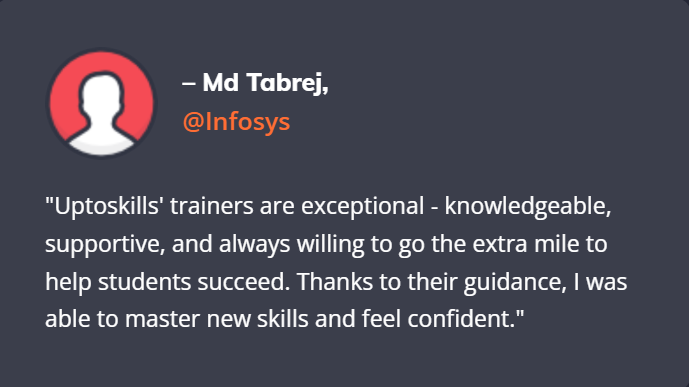 – Md Tabrej,
@Infosys
"Uptoskills' trainers are exceptional - knowledgeable,
supportive, and always willing to go the extra mile to
help students succeed. Thanks to their guidance, I was
able to master new skills and feel confident."